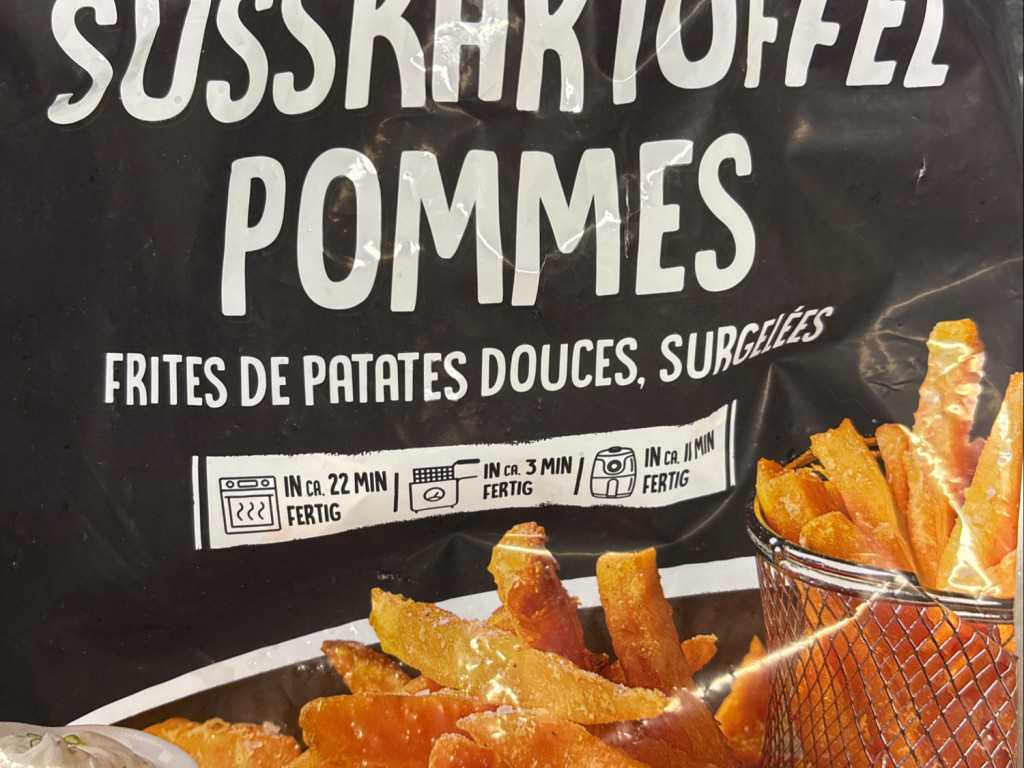 SÜSSKARTOFFEL
POMMES
FRITES DE PATATES DOUCES, SURGELÉES
IN CA. 22 MIN
FERTIG
IN CA. 3 MIN
FERTIG
IN CA. 11 MIN
FERTIG